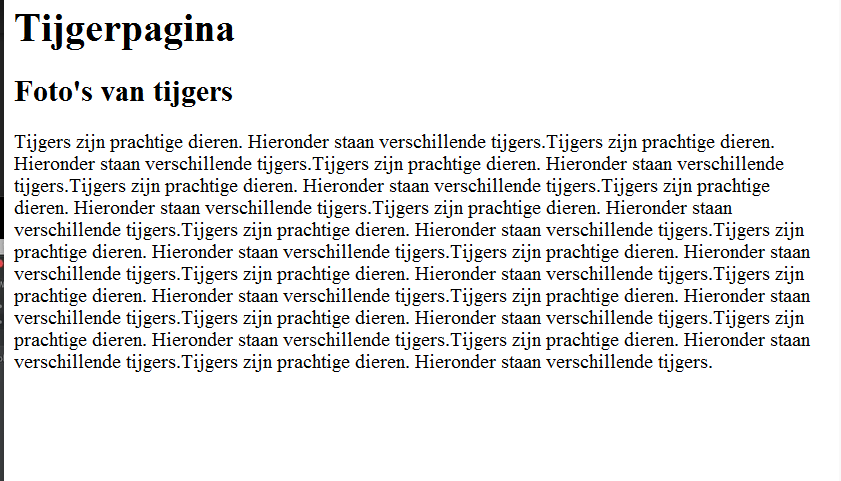 Tijgerpagina
Foto's van tijgers
Tijgers zijn prachtige dieren. Hieronder staan verschillende tijgers.Tijgers zijn prachtige dieren.
Hieronder staan verschillende tijgers.Tijgers zijn prachtige dieren. Hieronder staan verschillende
tijgers.Tijgers zijn prachtige dieren. Hieronder staan verschillende tijgers.Tijgers zijn prachtige
dieren. Hieronder staan verschillende tijgers.Tijgers zijn prachtige dieren. Hieronder staan
verschillende tijgers.Tijgers zijn prachtige dieren. Hieronder staan verschillende tijgers.Tijgers zijn
prachtige dieren. Hieronder staan verschillende tijgers.Tijgers zijn prachtige dieren. Hieronder staan
verschillende tijgers.Tijgers zijn prachtige dieren. Hieronder staan verschillende tijgers.Tijgers zijn
prachtige dieren. Hieronder staan verschillende tijgers.Tijgers zijn prachtige dieren. Hieronder staan
verschillende tijgers.Tijgers zijn prachtige dieren. Hieronder staan verschillende tijgers.Tijgers zijn
prachtige dieren. Hieronder staan verschillende tijgers.Tijgers zijn prachtige dieren. Hieronder staan
verschillende tijgers.Tijgers zijn prachtige dieren. Hieronder staan verschillende tijgers.